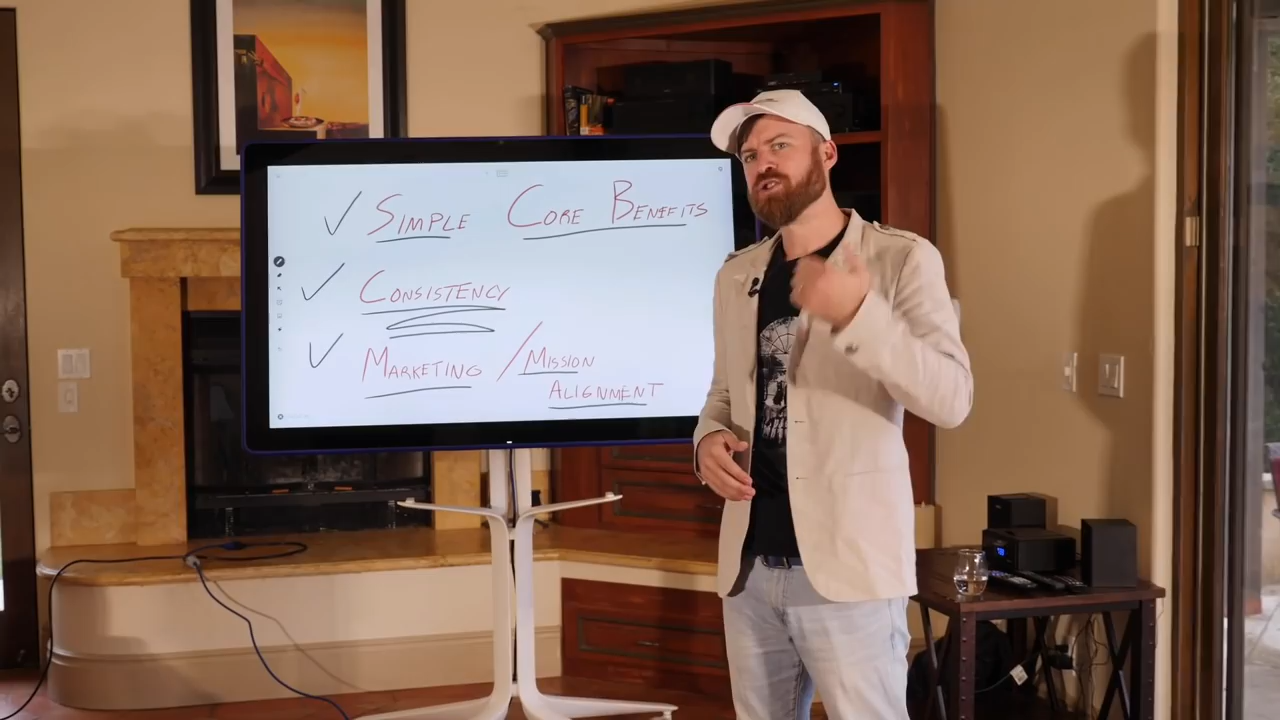 ✓ SIMPLE CORE BENEFITS
✓ CONSISTENCY
✓ MARKETING / MISSION
ALIGNMENT